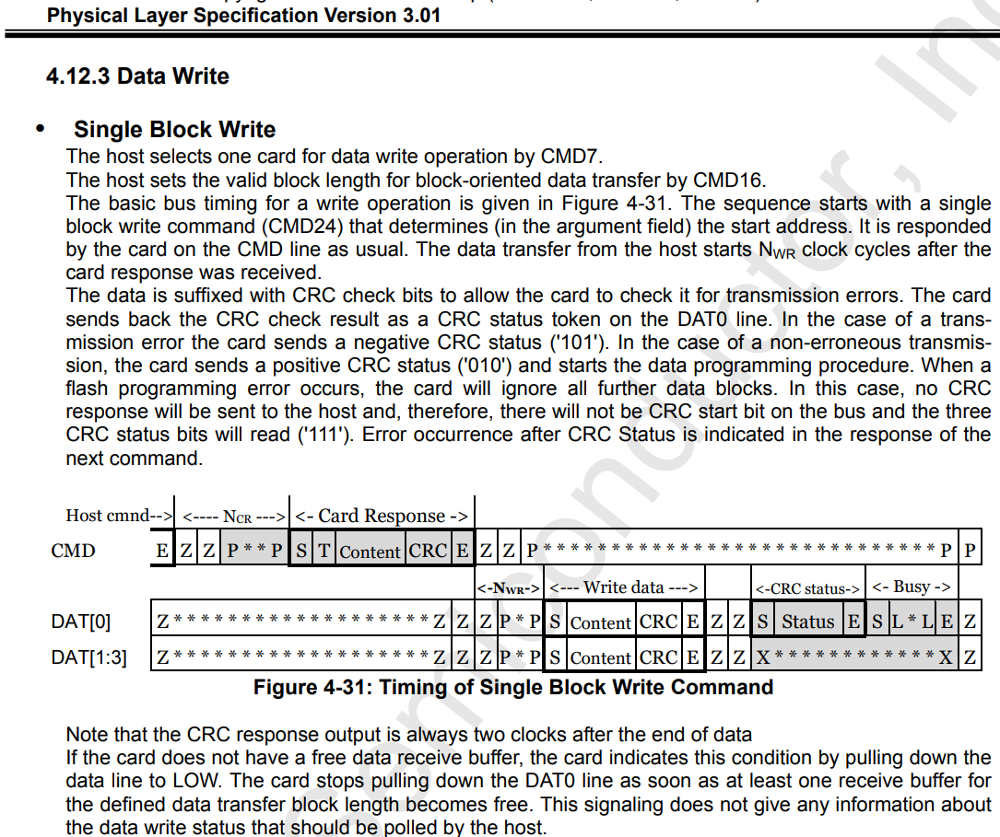 Physical Layer Specification Version 3.01
4.12.3 Data Write
• Single Block Write
The host selects one card for data write operation by CMD7.
The host sets the valid block length for block-oriented data transfer by CMD16.
The basic bus timing for a write operation is given in Figure 4-31. The sequence starts with a single
block write command (CMD24) that determines (in the argument field) the start address. It is responded
by the card on the CMD line as usual. The data transfer from the host starts NWR clock cycles after the
card response was received.
The data is suffixed with CRC check bits to allow the card to check it for transmission errors. The card
sends back the CRC check result as a CRC status token on the DAT0 line. In the case of a trans-
mission error the card sends a negative CRC status ('101'). In the case of a non-erroneous transmis-
sion, the card sends a positive CRC status ('010') and starts the data programming procedure. When a
flash programming error occurs, the card will ignore all further data blocks. In this case, no CRC
response will be sent to the host and, therefore, there will not be CRC start bit on the bus and the three
CRC status bits will read ('111'). Error occurrence after CRC Status is indicated in the response of the
next command.
Host cmnd--> <---- NCR ---> <- Card Response ->
CMD E Z Z P * * P S T Content CRC E Z Z P * * * * * * * * * * * * * * * * * * * * * * * * * * * * * P P
<-NWR-> <--- Write data ---> <-CRC status-> <- Busy ->
DAT[0] Z * * * * * * * * * * * * * * * * * * * Z Z Z P * P S Content CRC E Z Z S Status E S L * L E Z
DAT[1:3] Z * * * * * * * * * * * * * * * * * * * Z Z Z P * P S Content CRC E Z Z X * * * * * * * * * * * * X Z
Figure 4-31: Timing of Single Block Write Command
Note that the CRC response output is always two clocks after the end of data
If the card does not have a free data receive buffer, the card indicates this condition by pulling down the
data line to LOW. The card stops pulling down the DAT0 line as soon as at least one receive buffer for
the defined data transfer block length becomes free. This signaling does not give any information about
the data write status that should be polled by the host.
Semiconductor, Inc